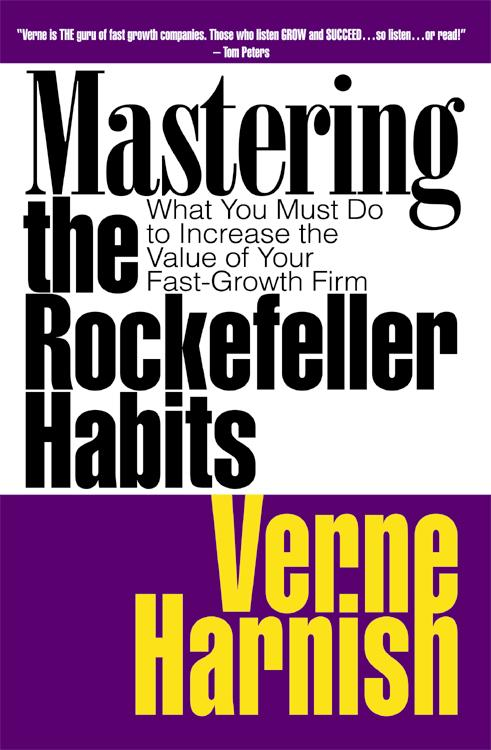 “Verne is THE guru of fast growth companies. Those who listen GROW and SUCCEED...so listen...or read!”
– Tom Peters
Mastering
the
What You Must Do
to Increase the
Value of Your
Fast-Growth Firm
Rockefeller
Habits
Verne
Harnish